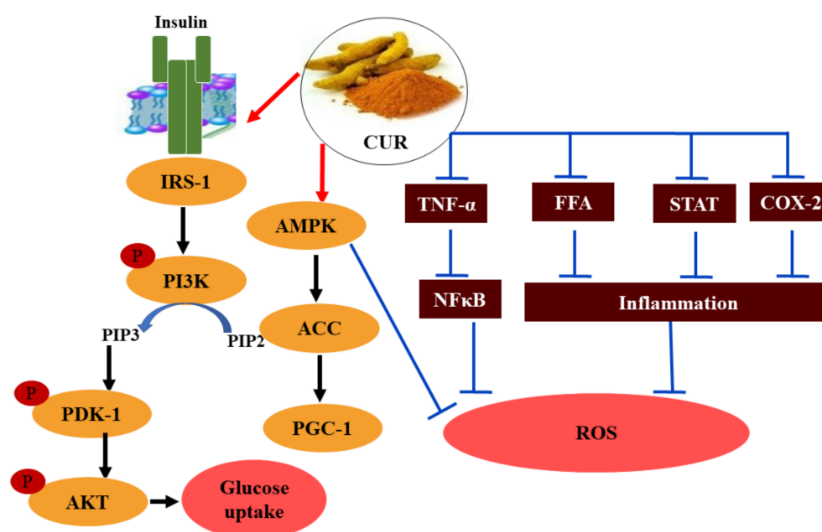 Insulin
CUR
IRS-1
TNF-α
FFA
STAT
COX-2
AMPK
P
PI3K
NFκB
Inflammation
PIP3
PIP2
ACC
P
PDK-1
PGC-1
ROS
P
AKT
Glucose
uptake